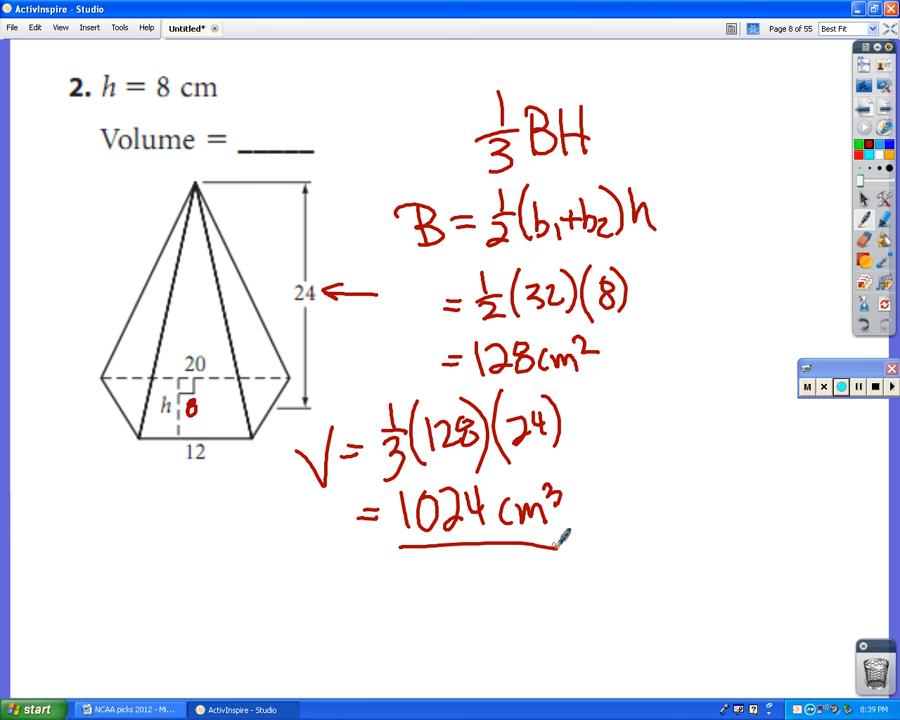 ActivInspire - Studio
File Edit View Insert Tools Help Untitled* Page 8 of 55 Best Fit
2. h = 8 cm
Volume = _____
1/3 BH
B = 1/2 (b₁+b₂)h
= 1/2 (32)(8)
= 128cm²
24
20
h 8
12
V = 1/3 (128)(24)
= 1024 cm³
M
start NCAA picks 2012 - Mi... ActivInspire - Studio 8:39 PM